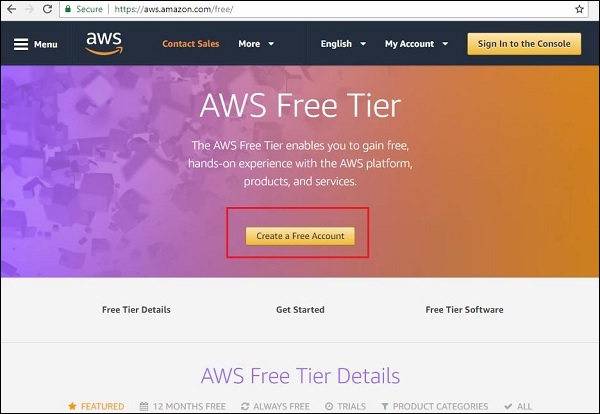 Secure https://aws.amazon.com/free/
Menu aws Contact Sales More English My Account Sign In to the Console
AWS Free Tier
The AWS Free Tier enables you to gain free,
hands-on experience with the AWS platform,
products, and services.
Create a Free Account
Free Tier Details Get Started Free Tier Software
AWS Free Tier Details
FEATURED 12 MONTHS FREE ALWAYS FREE TRIALS PRODUCT CATEGORIES ALL